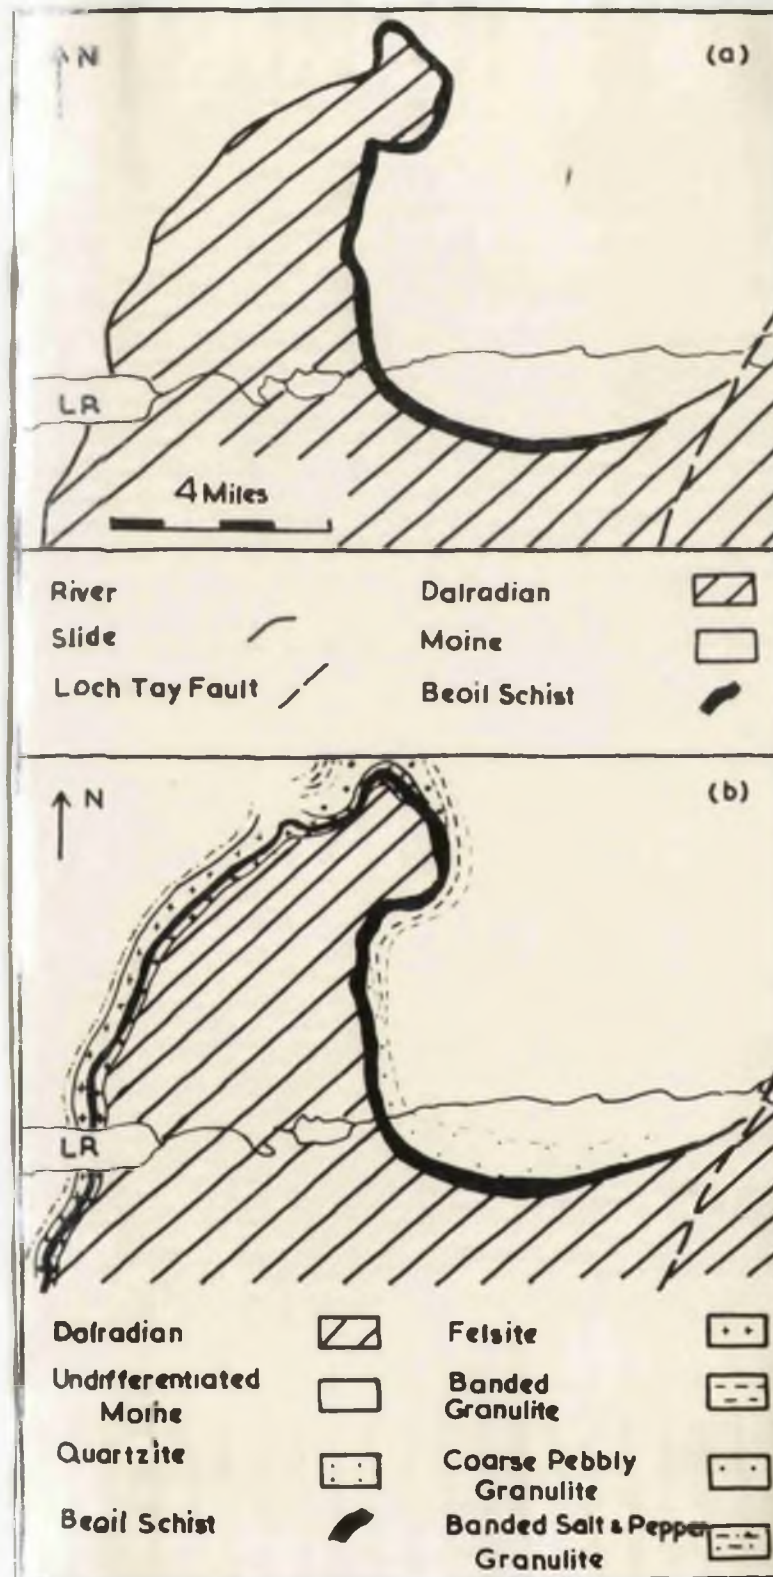 N
(a)
LR
4 Miles
River
Dalradian
Slide
Moine
Loch Tay Fault
Beoil Schist
N
(b)
LR
Dalradian
Felsite
Undifferentiated
Moine
Banded
Granulite
Quartzite
Coarse Pebbly
Granulite
Beoil Schist
Banded Salt & Pepper
Granulite